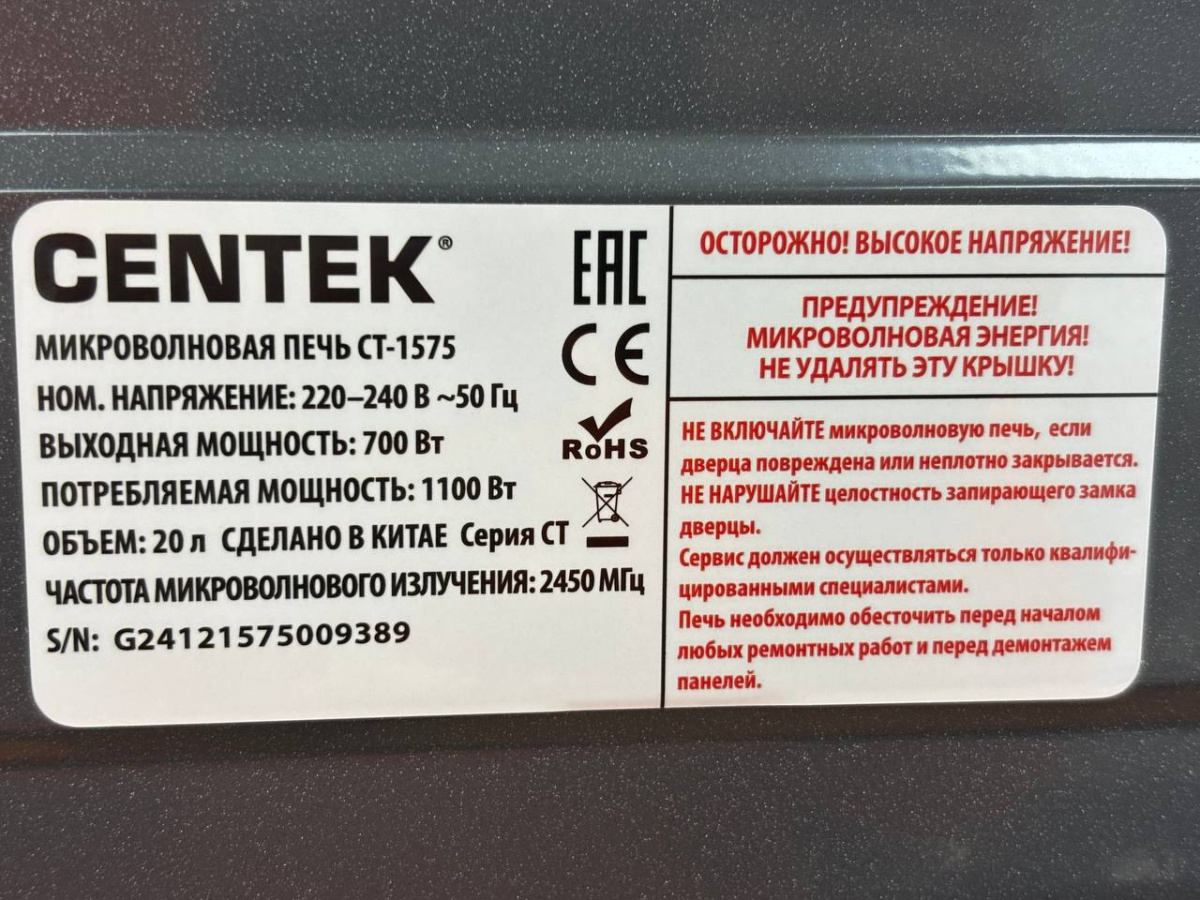 CENTEK®
МИКРОВОЛНОВАЯ ПЕЧЬ СТ-1575
НОМ. НАПРЯЖЕНИЕ: 220–240 В ~50 Гц
ВЫХОДНАЯ МОЩНОСТЬ: 700 Вт
ПОТРЕБЛЯЕМАЯ МОЩНОСТЬ: 1100 Вт
ОБЪЕМ: 20 л СДЕЛАНО В КИТАЕ Серия СТ
ЧАСТОТА МИКРОВОЛНОВОГО ИЗЛУЧЕНИЯ: 2450 МГц
S/N: G24121575009389
EAC
CE
RoHS
ОСТОРОЖНО! ВЫСОКОЕ НАПРЯЖЕНИЕ!
ПРЕДУПРЕЖДЕНИЕ!
МИКРОВОЛНОВАЯ ЭНЕРГИЯ!
НЕ УДАЛЯТЬ ЭТУ КРЫШКУ!
НЕ ВКЛЮЧАЙТЕ микроволновую печь, если
дверца повреждена или неплотно закрывается.
НЕ НАРУШАЙТЕ целостность запирающего замка
дверцы.
Сервис должен осуществляться только квалифи-
цированными специалистами.
Печь необходимо обесточить перед началом
любых ремонтных работ и перед демонтажем
панелей.